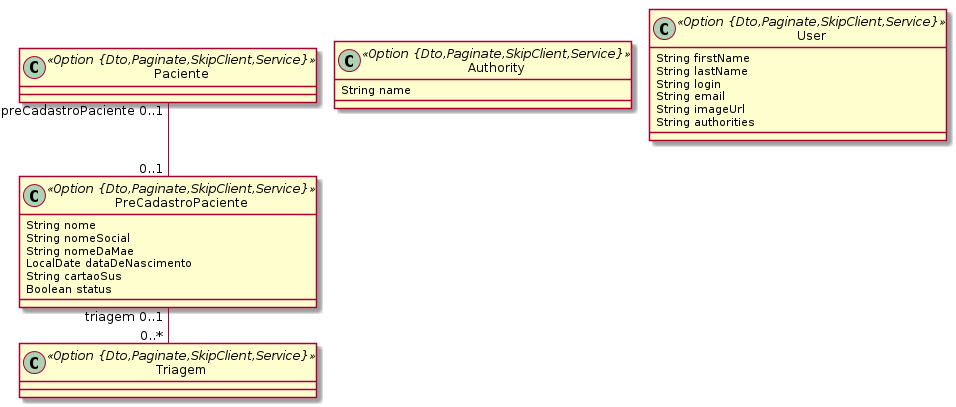 C «Option {Dto,Paginate,SkipClient,Service}»
Paciente
preCadastroPaciente 0..1
0..1
C «Option {Dto,Paginate,SkipClient,Service}»
PreCadastroPaciente
String nome
String nomeSocial
String nomeDaMae
LocalDate dataDeNascimento
String cartaoSus
Boolean status
triagem 0..1
0..*
C «Option {Dto,Paginate,SkipClient,Service}»
Triagem
C «Option {Dto,Paginate,SkipClient,Service}»
Authority
String name
C «Option {Dto,Paginate,SkipClient,Service}»
User
String firstName
String lastName
String login
String email
String imageUrl
String authorities